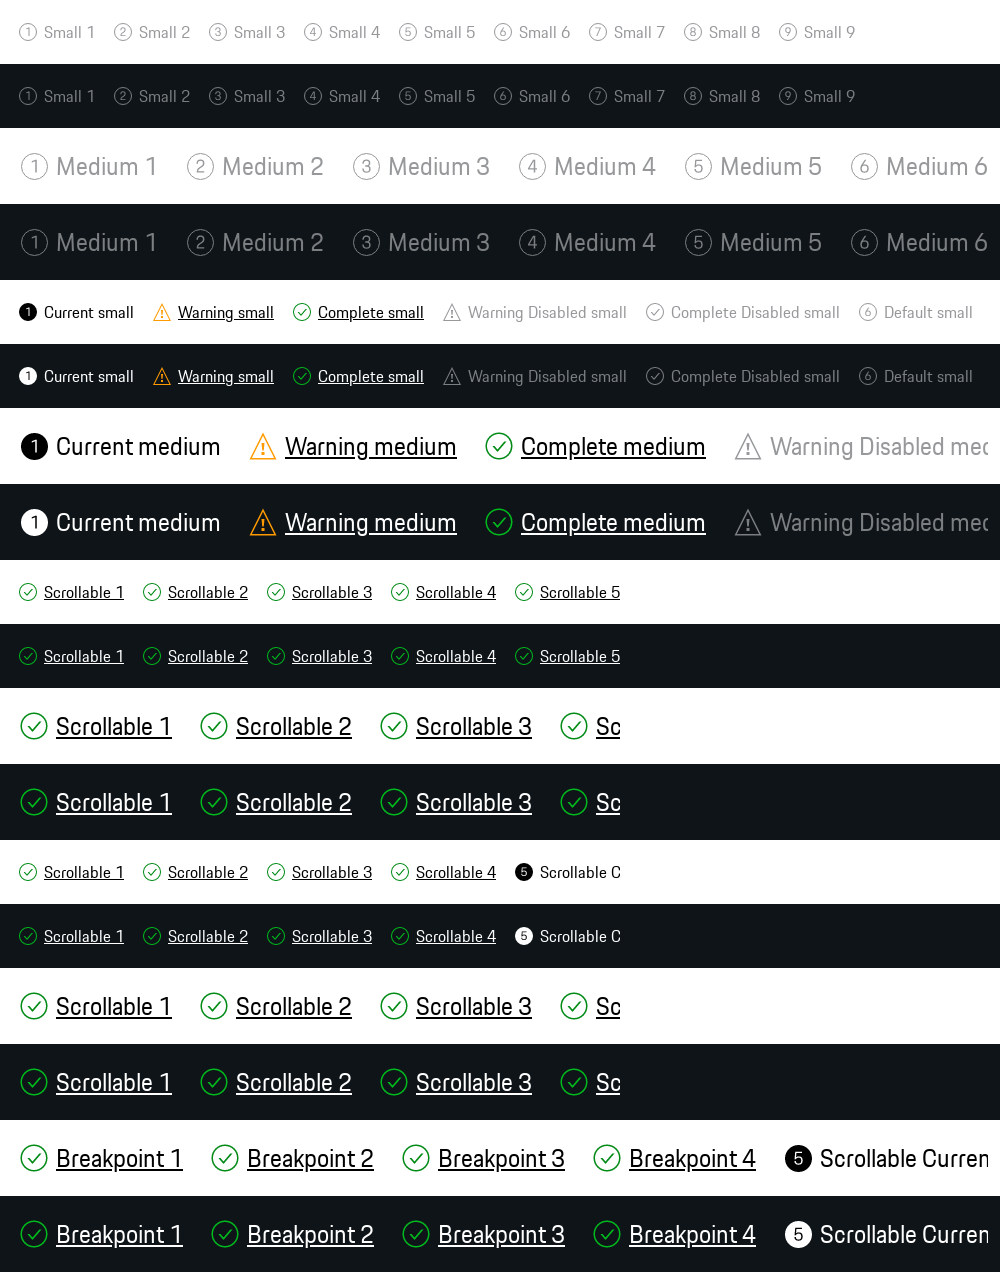 1 Small 1 2 Small 2 3 Small 3 4 Small 4 5 Small 5 6 Small 6 7 Small 7 8 Small 8 9 Small 9
1 Small 1 2 Small 2 3 Small 3 4 Small 4 5 Small 5 6 Small 6 7 Small 7 8 Small 8 9 Small 9
1 Medium 1 2 Medium 2 3 Medium 3 4 Medium 4 5 Medium 5 6 Medium 6
1 Medium 1 2 Medium 2 3 Medium 3 4 Medium 4 5 Medium 5 6 Medium 6
1 Current small Warning small Complete small Warning Disabled small Complete Disabled small 6 Default small
1 Current small Warning small Complete small Warning Disabled small Complete Disabled small 6 Default small
1 Current medium Warning medium Complete medium Warning Disabled med
1 Current medium Warning medium Complete medium Warning Disabled med
Scrollable 1 Scrollable 2 Scrollable 3 Scrollable 4 Scrollable 5
Scrollable 1 Scrollable 2 Scrollable 3 Scrollable 4 Scrollable 5
Scrollable 1 Scrollable 2 Scrollable 3 Sc
Scrollable 1 Scrollable 2 Scrollable 3 Sc
Scrollable 1 Scrollable 2 Scrollable 3 Scrollable 4 5 Scrollable C
Scrollable 1 Scrollable 2 Scrollable 3 Scrollable 4 5 Scrollable C
Scrollable 1 Scrollable 2 Scrollable 3 Sc
Scrollable 1 Scrollable 2 Scrollable 3 Sc
Breakpoint 1 Breakpoint 2 Breakpoint 3 Breakpoint 4 5 Scrollable Curren
Breakpoint 1 Breakpoint 2 Breakpoint 3 Breakpoint 4 5 Scrollable Curren